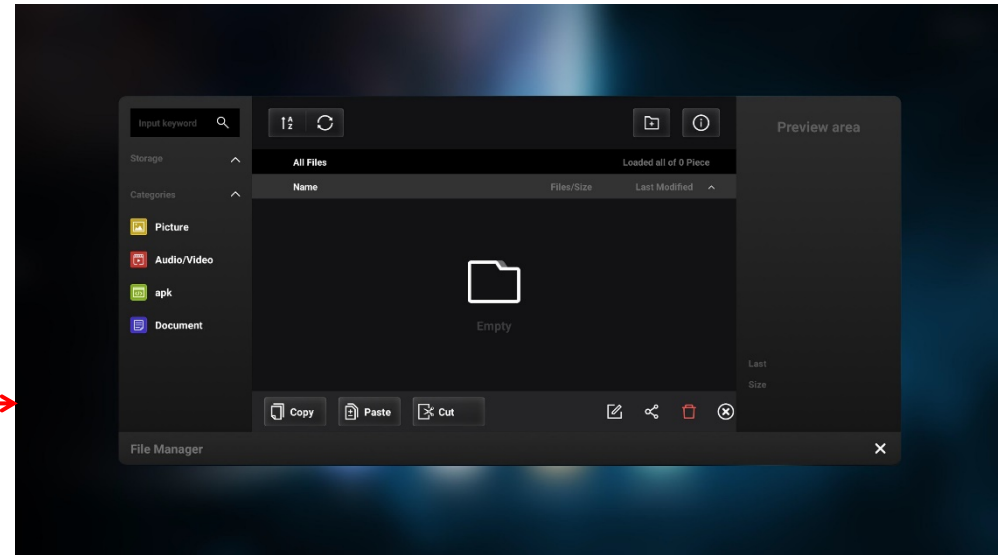 Input keyword
Storage
Categories
Picture
Audio/Video
apk
Document
All Files
Loaded all of 0 Piece
Name
Files/Size
Last Modified
Empty
Copy
Paste
Cut
Preview area
Last
Size
File Manager